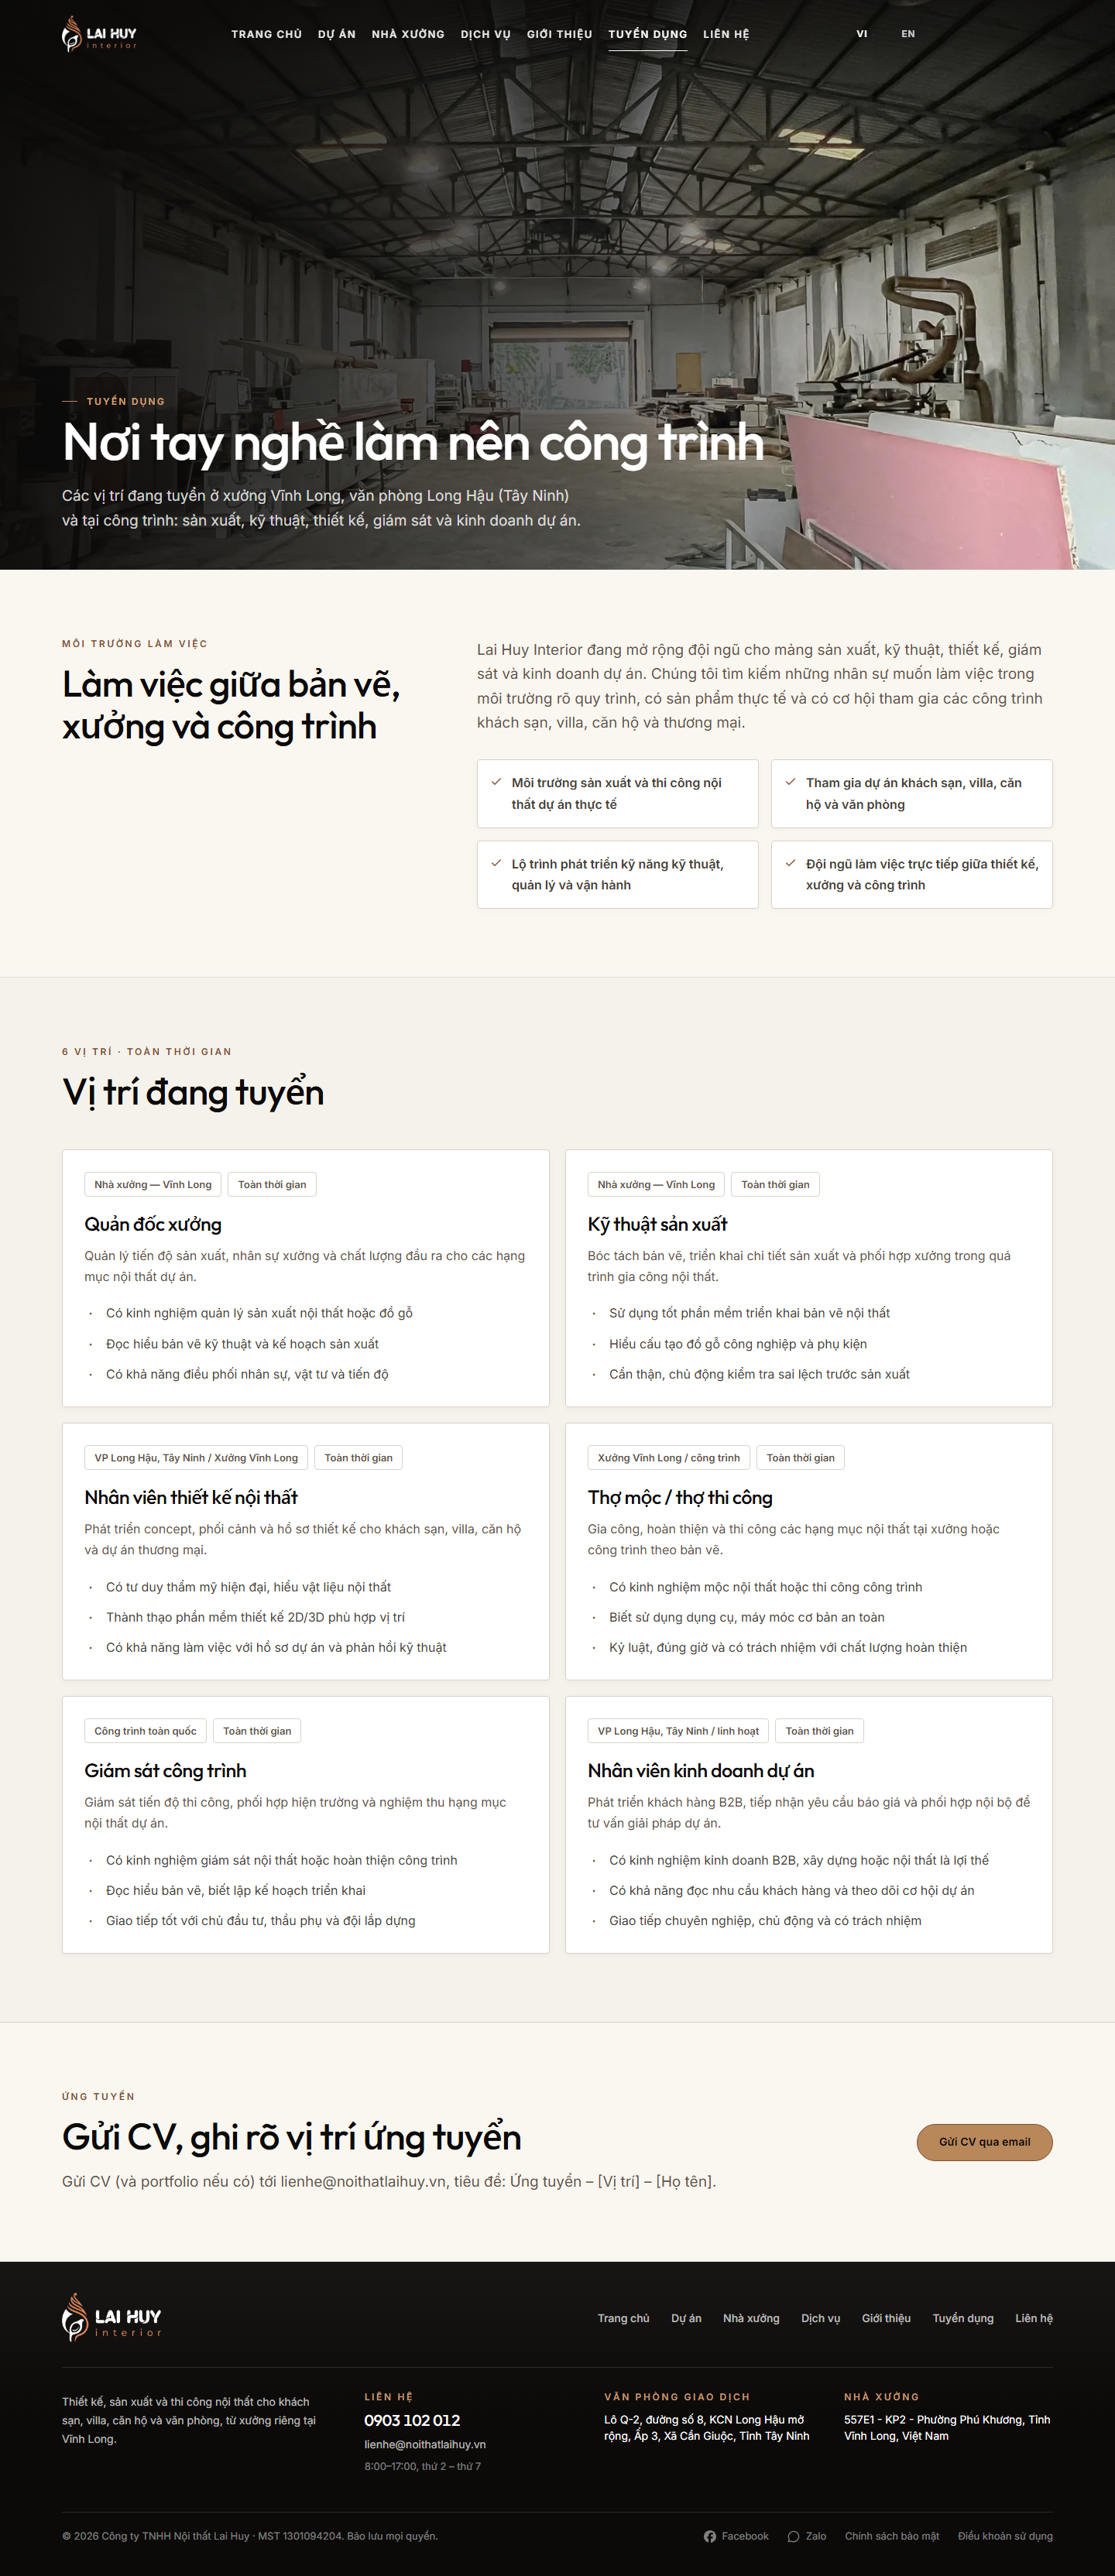 LAI HUY
interior
TRANG CHỦ DỰ ÁN NHÀ XƯỞNG DỊCH VỤ GIỚI THIỆU TUYỂN DỤNG LIÊN HỆ
VI EN
TUYỂN DỤNG
Nơi tay nghề làm nên công trình
Các vị trí đang tuyển ở xưởng Vĩnh Long, văn phòng Long Hậu (Tây Ninh)
và tại công trình: sản xuất, kỹ thuật, thiết kế, giám sát và kinh doanh dự án.
MÔI TRƯỜNG LÀM VIỆC
Làm việc giữa bản vẽ,
xưởng và công trình
Lai Huy Interior đang mở rộng đội ngũ cho mảng sản xuất, kỹ thuật, thiết kế, giám
sát và kinh doanh dự án. Chúng tôi tìm kiếm những nhân sự muốn làm việc trong
môi trường rõ quy trình, có sản phẩm thực tế và có cơ hội tham gia các công trình
khách sạn, villa, căn hộ và thương mại.
Môi trường sản xuất và thi công nội
thất dự án thực tế
Tham gia dự án khách sạn, villa, căn
hộ và văn phòng
Lộ trình phát triển kỹ năng kỹ thuật,
quản lý và vận hành
Đội ngũ làm việc trực tiếp giữa thiết kế,
xưởng và công trình
6 VỊ TRÍ · TOÀN THỜI GIAN
Vị trí đang tuyển
Nhà xưởng — Vĩnh Long Toàn thời gian
Quản đốc xưởng
Quản lý tiến độ sản xuất, nhân sự xưởng và chất lượng đầu ra cho các hạng
mục nội thất dự án.
· Có kinh nghiệm quản lý sản xuất nội thất hoặc đồ gỗ
· Đọc hiểu bản vẽ kỹ thuật và kế hoạch sản xuất
· Có khả năng điều phối nhân sự, vật tư và tiến độ
Nhà xưởng — Vĩnh Long Toàn thời gian
Kỹ thuật sản xuất
Bóc tách bản vẽ, triển khai chi tiết sản xuất và phối hợp xưởng trong quá
trình gia công nội thất.
· Sử dụng tốt phần mềm triển khai bản vẽ nội thất
· Hiểu cấu tạo đồ gỗ công nghiệp và phụ kiện
· Cẩn thận, chủ động kiểm tra sai lệch trước sản xuất
VP Long Hậu, Tây Ninh / Xưởng Vĩnh Long Toàn thời gian
Nhân viên thiết kế nội thất
Phát triển concept, phối cảnh và hồ sơ thiết kế cho khách sạn, villa, căn hộ
và dự án thương mại.
· Có tư duy thẩm mỹ hiện đại, hiểu vật liệu nội thất
· Thành thạo phần mềm thiết kế 2D/3D phù hợp vị trí
· Có khả năng làm việc với hồ sơ dự án và phản hồi kỹ thuật
Xưởng Vĩnh Long / công trình Toàn thời gian
Thợ mộc / thợ thi công
Gia công, hoàn thiện và thi công các hạng mục nội thất tại xưởng hoặc
công trình theo bản vẽ.
· Có kinh nghiệm mộc nội thất hoặc thi công công trình
· Biết sử dụng dụng cụ, máy móc cơ bản an toàn
· Kỷ luật, đúng giờ và có trách nhiệm với chất lượng hoàn thiện
Công trình toàn quốc Toàn thời gian
Giám sát công trình
Giám sát tiến độ thi công, phối hợp hiện trường và nghiệm thu hạng mục
nội thất dự án.
· Có kinh nghiệm giám sát nội thất hoặc hoàn thiện công trình
· Đọc hiểu bản vẽ, biết lập kế hoạch triển khai
· Giao tiếp tốt với chủ đầu tư, thầu phụ và đội lắp dựng
VP Long Hậu, Tây Ninh / linh hoạt Toàn thời gian
Nhân viên kinh doanh dự án
Phát triển khách hàng B2B, tiếp nhận yêu cầu báo giá và phối hợp nội bộ để
tư vấn giải pháp dự án.
· Có kinh nghiệm kinh doanh B2B, xây dựng hoặc nội thất là lợi thế
· Có khả năng đọc nhu cầu khách hàng và theo dõi cơ hội dự án
· Giao tiếp chuyên nghiệp, chủ động và có trách nhiệm
ỨNG TUYỂN
Gửi CV, ghi rõ vị trí ứng tuyển
Gửi CV (và portfolio nếu có) tới lienhe@noithatlaihuy.vn, tiêu đề: Ứng tuyển – [Vị trí] – [Họ tên].
Gửi CV qua email
LAI HUY
interior
Trang chủ Dự án Nhà xưởng Dịch vụ Giới thiệu Tuyển dụng Liên hệ
Thiết kế, sản xuất và thi công nội thất cho khách
sạn, villa, căn hộ và văn phòng, từ xưởng riêng tại
Vĩnh Long.
LIÊN HỆ
0903 102 012
lienhe@noithatlaihuy.vn
8:00–17:00, thứ 2 – thứ 7
VĂN PHÒNG GIAO DỊCH
Lô Q-2, đường số 8, KCN Long Hậu mở
rộng, Ấp 3, Xã Cần Giuộc, Tỉnh Tây Ninh
NHÀ XƯỞNG
557E1 - KP2 - Phường Phú Khương, Tỉnh
Vĩnh Long, Việt Nam
© 2026 Công ty TNHH Nội thất Lai Huy · MST 1301094204. Bảo lưu mọi quyền.
Facebook Zalo Chính sách bảo mật Điều khoản sử dụng